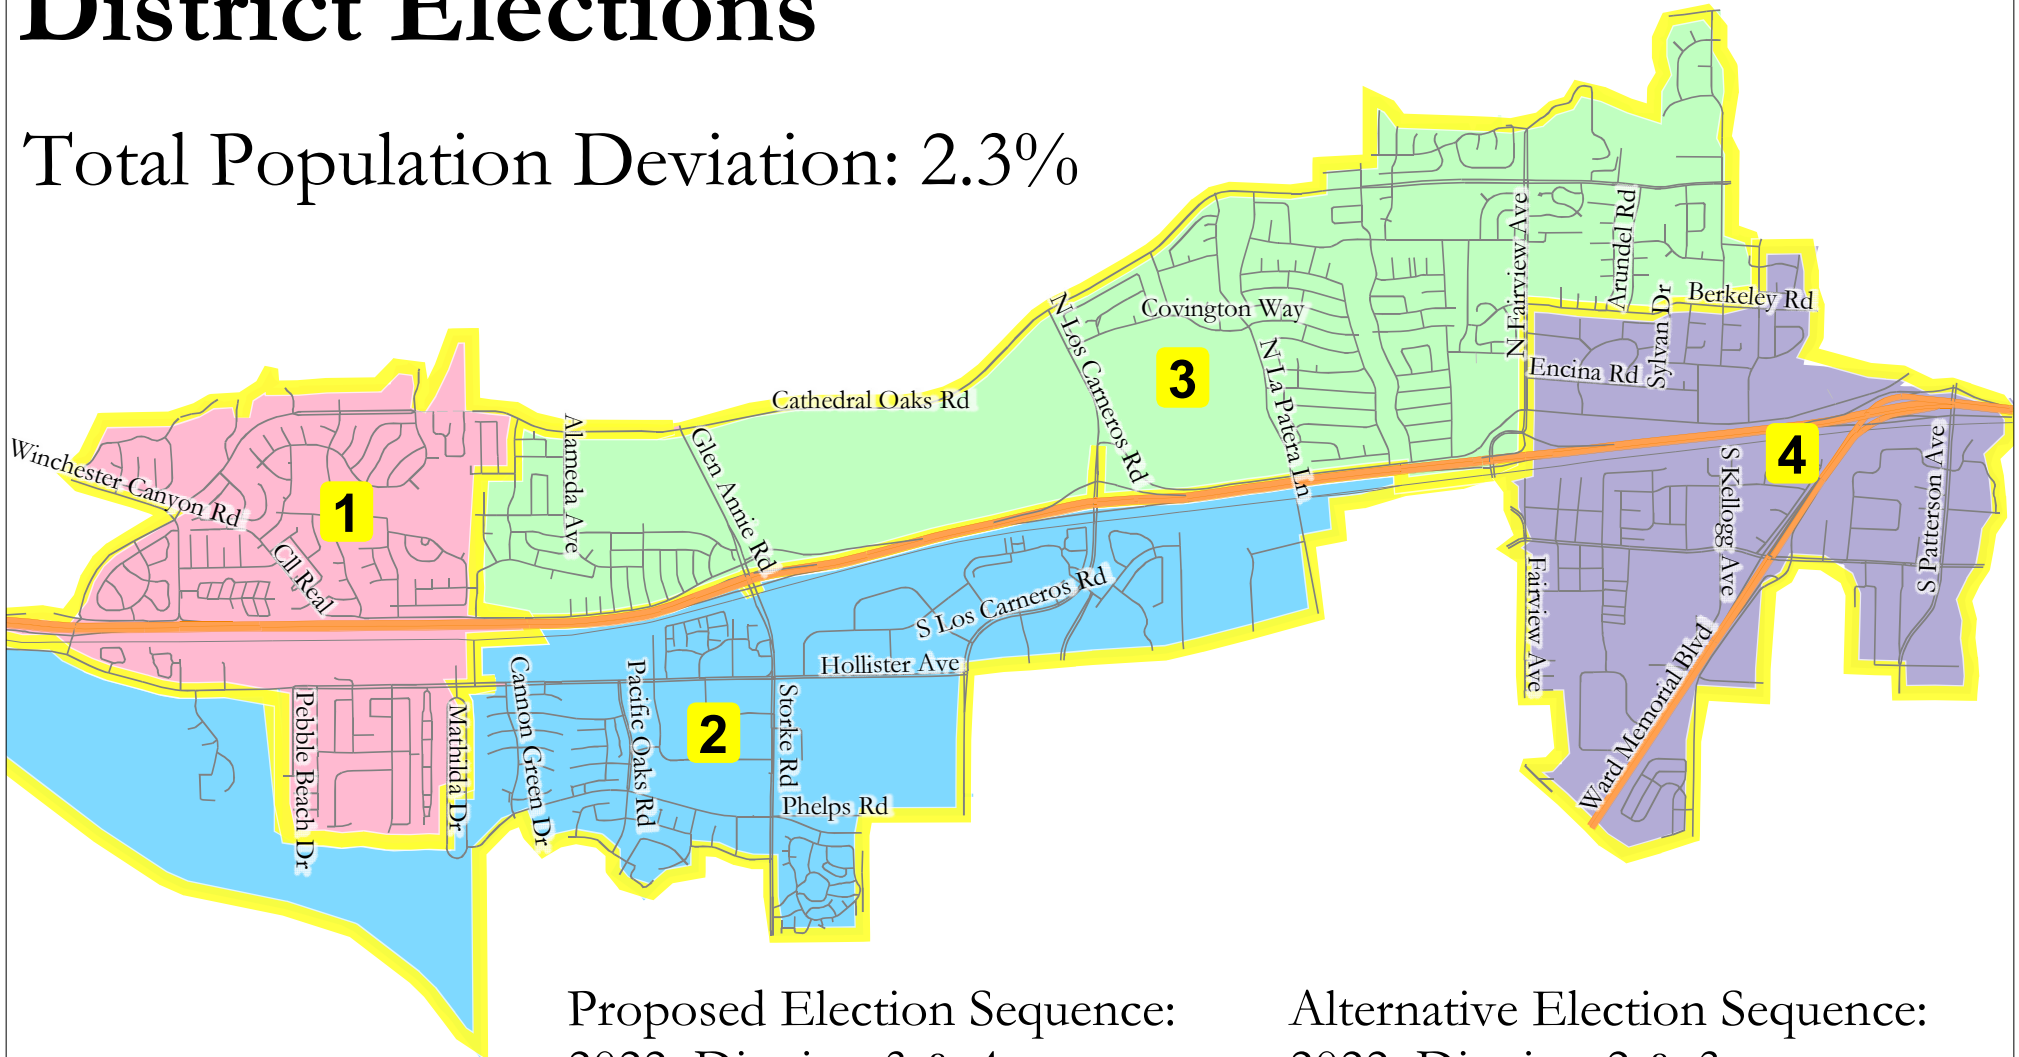 District Elections
Total Population Deviation: 2.3%
N Fairview Ave
Arundel Rd
Sylvan Dr
Berkeley Rd
Covington Way
N Los Carneros Rd
N La Patera Ln
3
Encina Rd
Cathedral Oaks Rd
Alameda Ave
Glen Annie Rd
Winchester Canyon Rd
1
Cll Real
4
S Kellogg Ave
S Patterson Ave
Fairview Ave
Ward Memorial Blvd
S Los Carneros Rd
Hollister Ave
Pebble Beach Dr
Mathilda Dr
Cannon Green Dr
Pacific Oaks Rd
2
Storke Rd
Phelps Rd
Proposed Election Sequence:
Alternative Election Sequence: